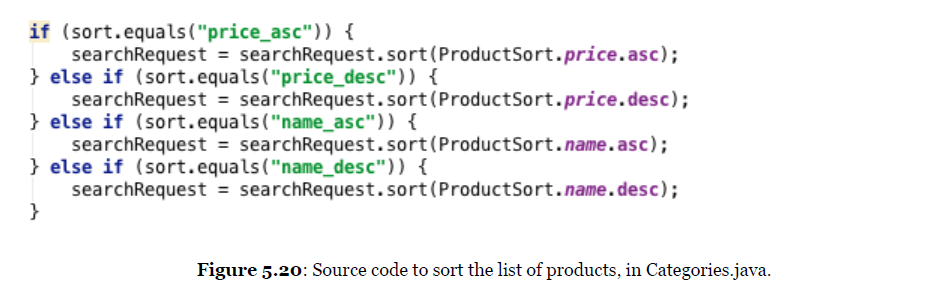 if (sort.equals("price_asc")) {
    searchRequest = searchRequest.sort(ProductSort.price.asc);
} else if (sort.equals("price_desc")) {
    searchRequest = searchRequest.sort(ProductSort.price.desc);
} else if (sort.equals("name_asc")) {
    searchRequest = searchRequest.sort(ProductSort.name.asc);
} else if (sort.equals("name_desc")) {
    searchRequest = searchRequest.sort(ProductSort.name.desc);
}
Figure 5.20: Source code to sort the list of products, in Categories.java.